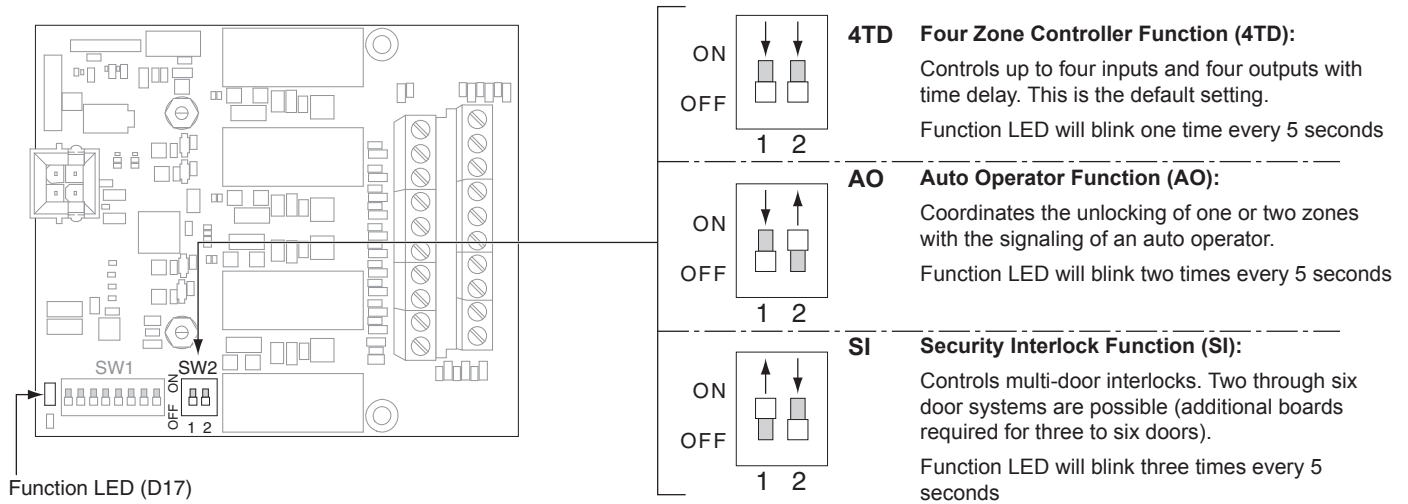 SW1
SW2
ON
OFF
1 2
Function LED (D17)
ON
OFF
1 2
4TD Four Zone Controller Function (4TD):
Controls up to four inputs and four outputs with
time delay. This is the default setting.
Function LED will blink one time every 5 seconds
ON
OFF
1 2
AO Auto Operator Function (AO):
Coordinates the unlocking of one or two zones
with the signaling of an auto operator.
Function LED will blink two times every 5 seconds
ON
OFF
1 2
SI Security Interlock Function (SI):
Controls multi-door interlocks. Two through six
door systems are possible (additional boards
required for three to six doors).
Function LED will blink three times every 5
seconds